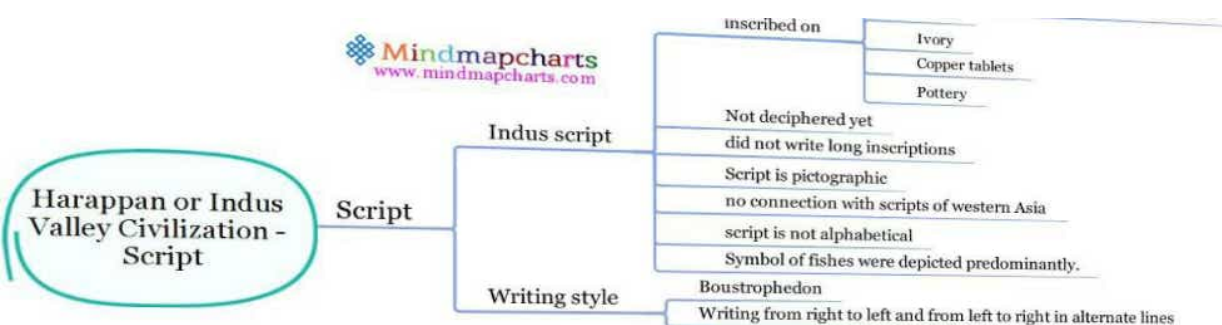 inscribed on
Ivory
Copper tablets
Pottery
Mindmapcharts
www.mindmapcharts.com
Indus script
Not deciphered yet
did not write long inscriptions
Script is pictographic
no connection with scripts of western Asia
script is not alphabetical
Symbol of fishes were depicted predominantly.
Harappan or Indus
Valley Civilization -
Script
Script
Writing style
Boustrophedon
Writing from right to left and from left to right in alternate lines